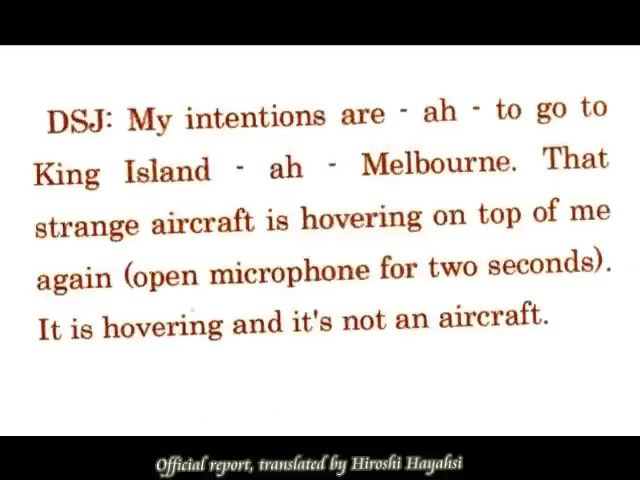 DSJ: My intentions are - ah - to go to
King Island - ah - Melbourne. That
strange aircraft is hovering on top of me
again (open microphone for two seconds).
It is hovering and it's not an aircraft.
Official report, translated by Hiroshi Hayahsi